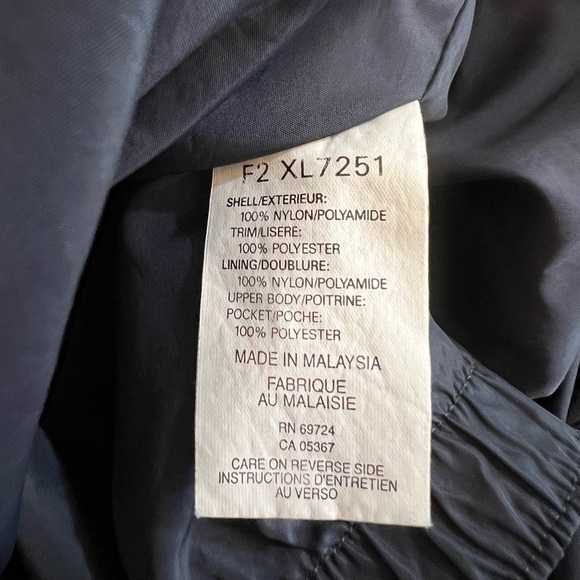 F2 XL7251
SHELL/EXTERIEUR:
100% NYLON/POLYAMIDE
TRIM/LISERÉ:
100% POLYESTER
LINING/DOUBLURE:
100% NYLON/POLYAMIDE
UPPER BODY/POITRINE:
POCKET/POCHE:
100% POLYESTER
MADE IN MALAYSIA
FABRIQUE
AU MALAISIE
RN 69724
CA 05367
CARE ON REVERSE SIDE
INSTRUCTIONS D'ENTRETIEN
AU VERSO